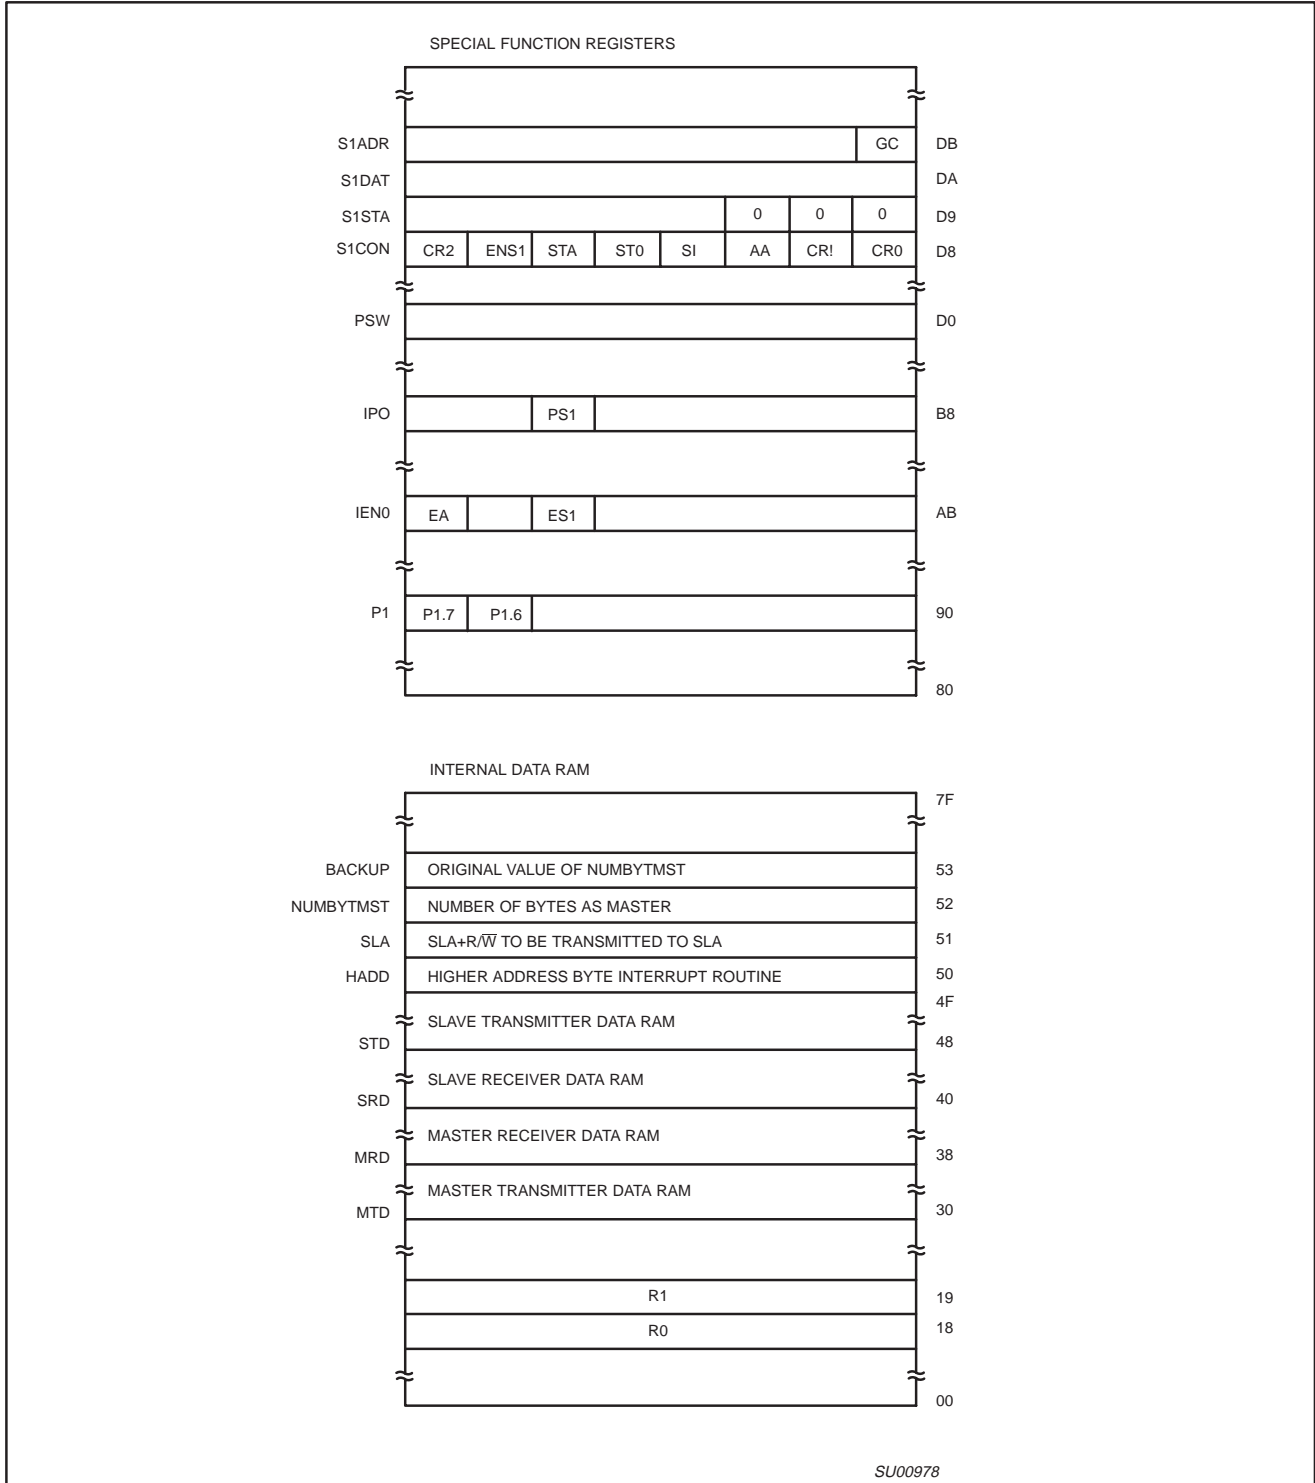 SPECIAL FUNCTION REGISTERS
S1ADR GC DB
S1DAT DA
S1STA 0 0 0 D9
S1CON CR2 ENS1 STA ST0 SI AA CR! CR0 D8
PSW D0
IPO PS1 B8
IEN0 EA ES1 AB
P1 P1.7 P1.6 90
80
INTERNAL DATA RAM
7F
BACKUP ORIGINAL VALUE OF NUMBYTMST 53
NUMBYTMST NUMBER OF BYTES AS MASTER 52
SLA SLA+R/W̅ TO BE TRANSMITTED TO SLA 51
HADD HIGHER ADDRESS BYTE INTERRUPT ROUTINE 50
4F
SLAVE TRANSMITTER DATA RAM
STD 48
SLAVE RECEIVER DATA RAM
SRD 40
MASTER RECEIVER DATA RAM
MRD 38
MASTER TRANSMITTER DATA RAM
MTD 30
R1 19
R0 18
00
SU00978